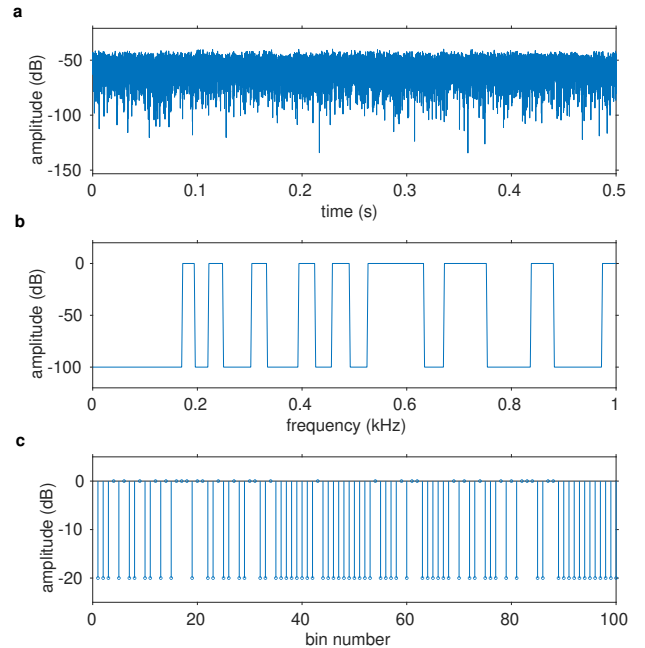 a
-50
-100
-150
amplitude (dB)
0 0.1 0.2 0.3 0.4 0.5
time (s)
b
0
-50
-100
amplitude (dB)
0 0.2 0.4 0.6 0.8 1
frequency (kHz)
c
0
-10
-20
amplitude (dB)
0 20 40 60 80 100
bin number